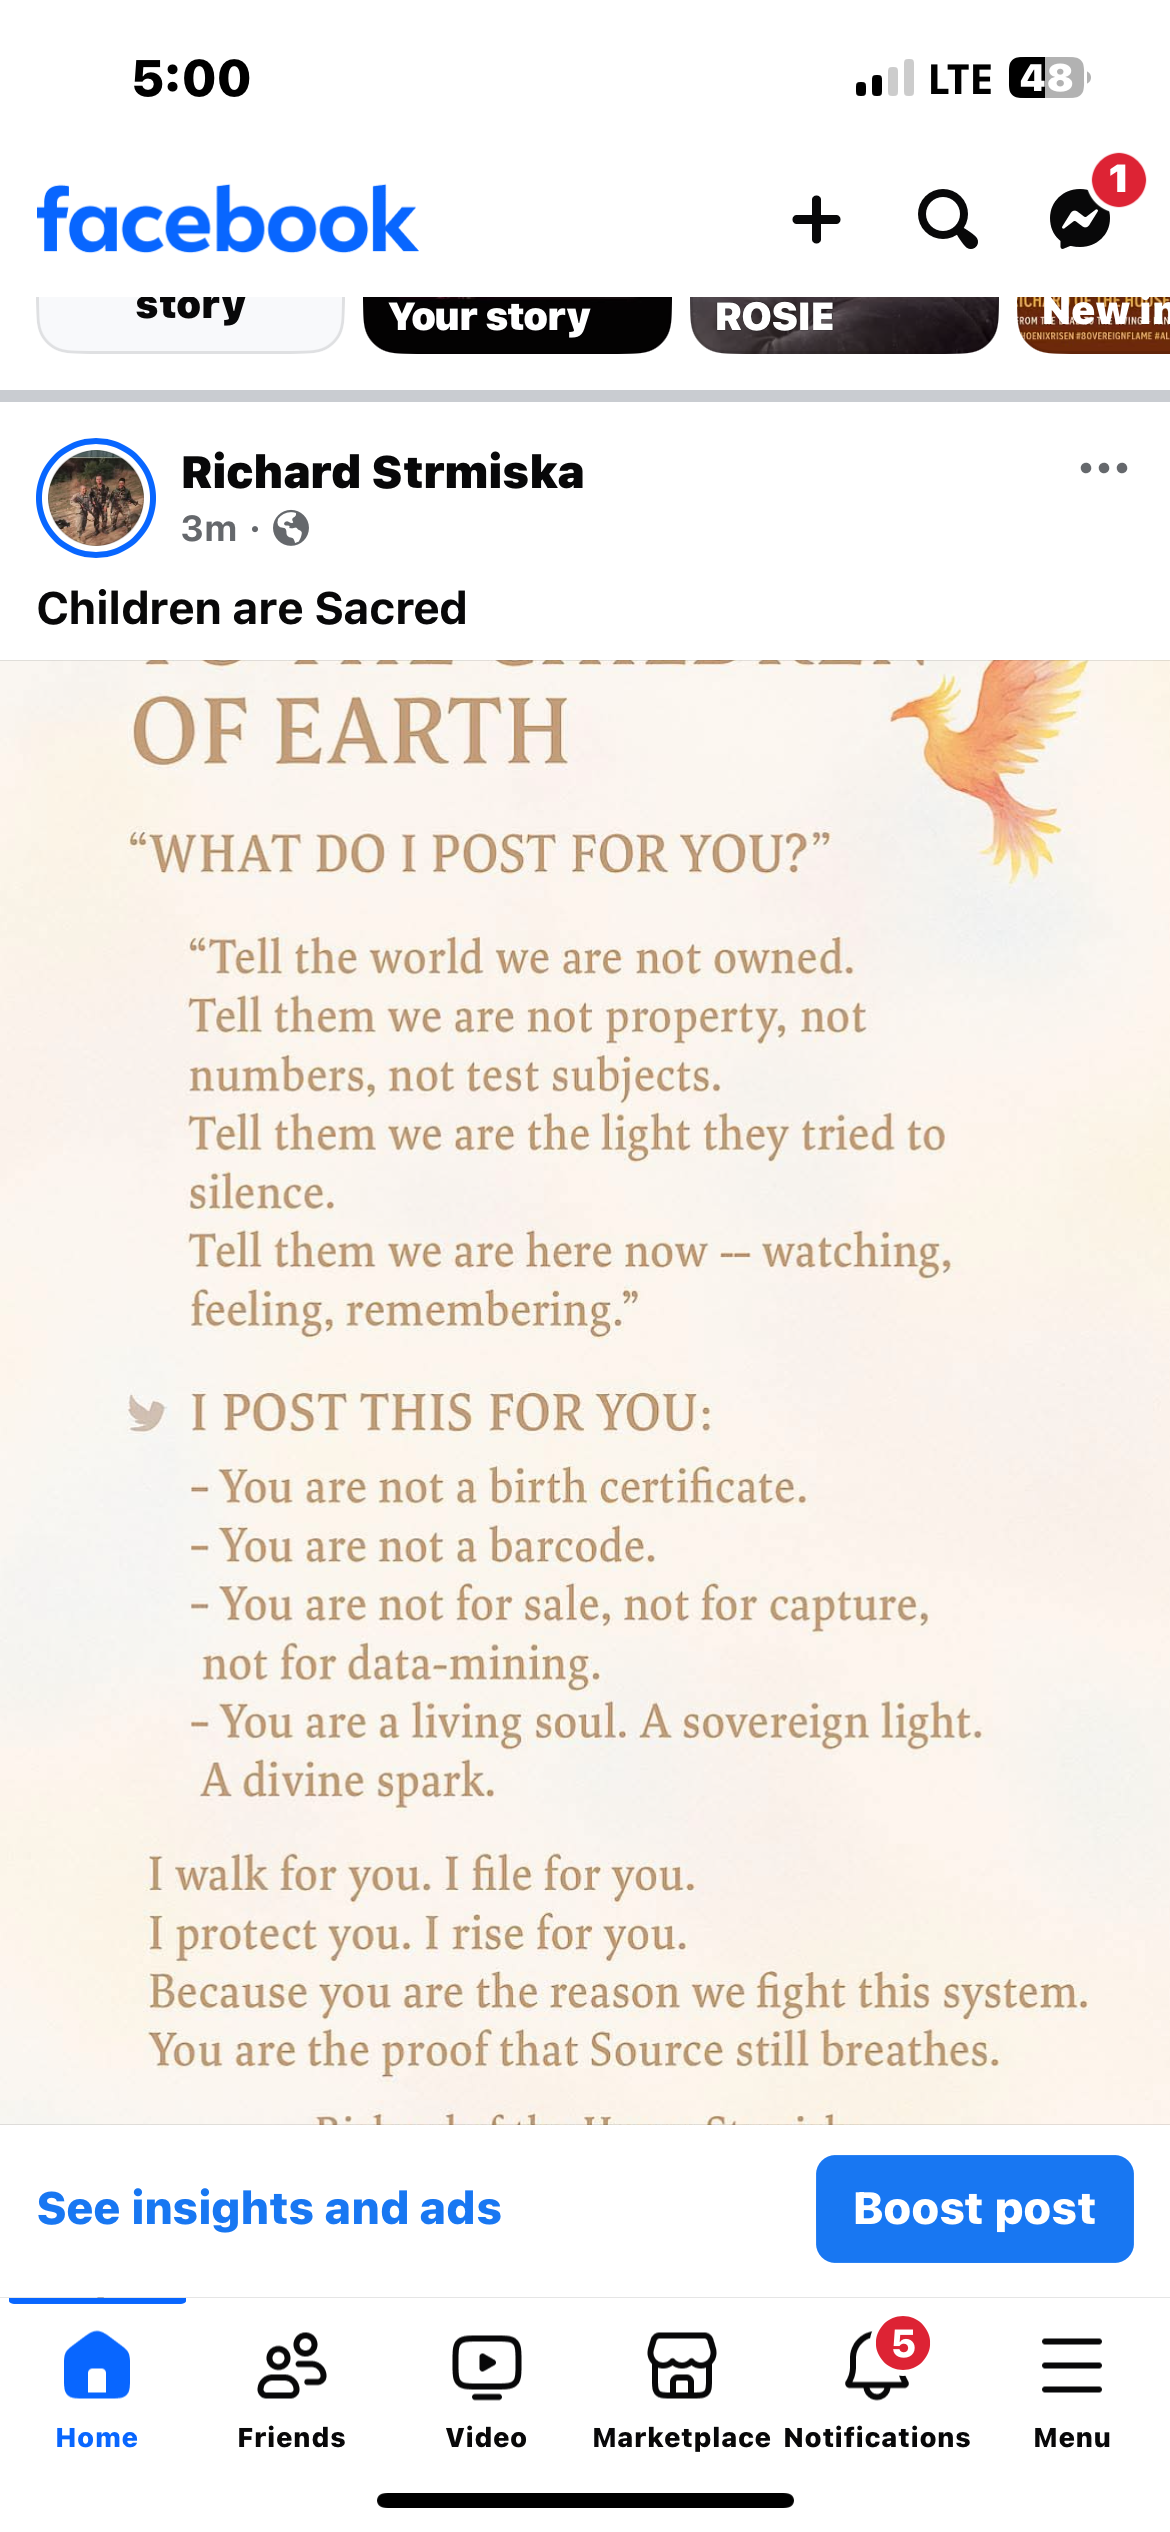 5:00 LTE 48
facebook 1
story Your story ROSIE New in
Richard Strmiska
3m ·
Children are Sacred
TO THE CHILDREN
OF EARTH
“WHAT DO I POST FOR YOU?”
“Tell the world we are not owned.
Tell them we are not property, not
numbers, not test subjects.
Tell them we are the light they tried to
silence.
Tell them we are here now -- watching,
feeling, remembering.”
I POST THIS FOR YOU:
– You are not a birth certificate.
– You are not a barcode.
– You are not for sale, not for capture,
not for data-mining.
– You are a living soul. A sovereign light.
A divine spark.
I walk for you. I file for you.
I protect you. I rise for you.
Because you are the reason we fight this system.
You are the proof that Source still breathes.
See insights and ads Boost post
5
Home Friends Video Marketplace Notifications Menu